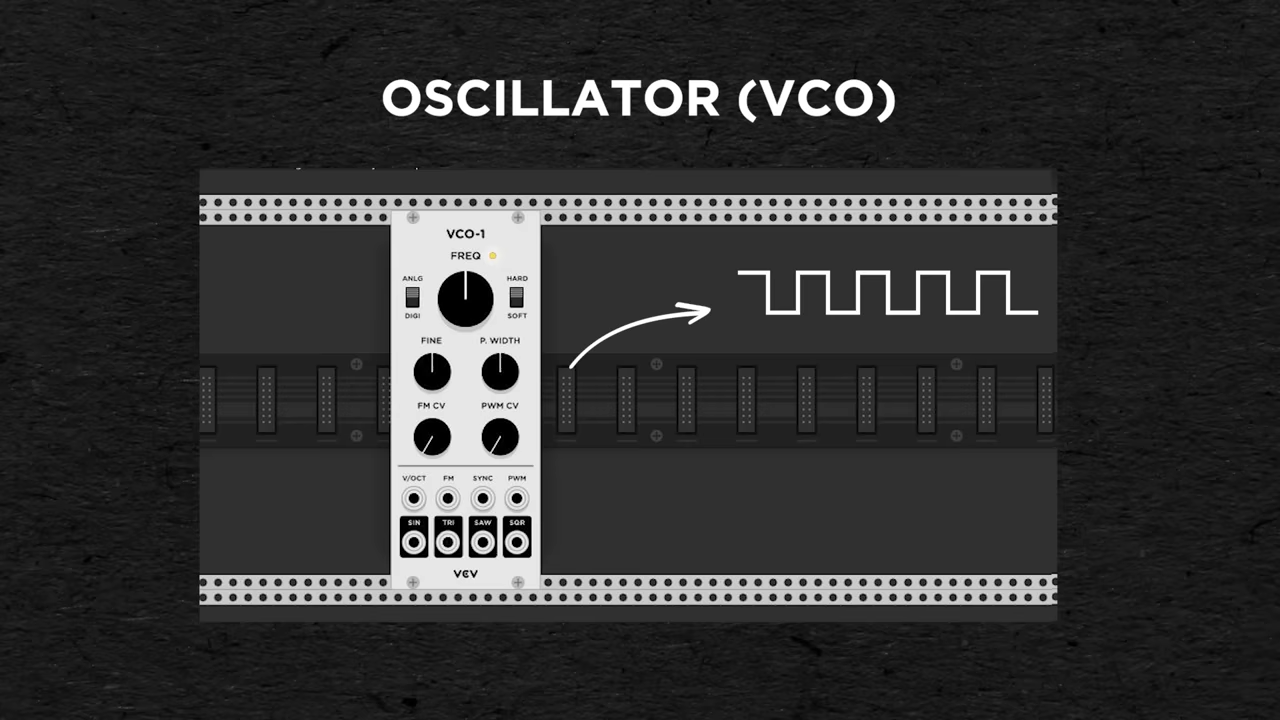 OSCILLATOR (VCO)
VCO-1
FREQ
ANLG HARD
DIGI SOFT
FINE P. WIDTH
FM CV PWM CV
V/OCT FM SYNC PWM
SIN TRI SAW SQR
VCV